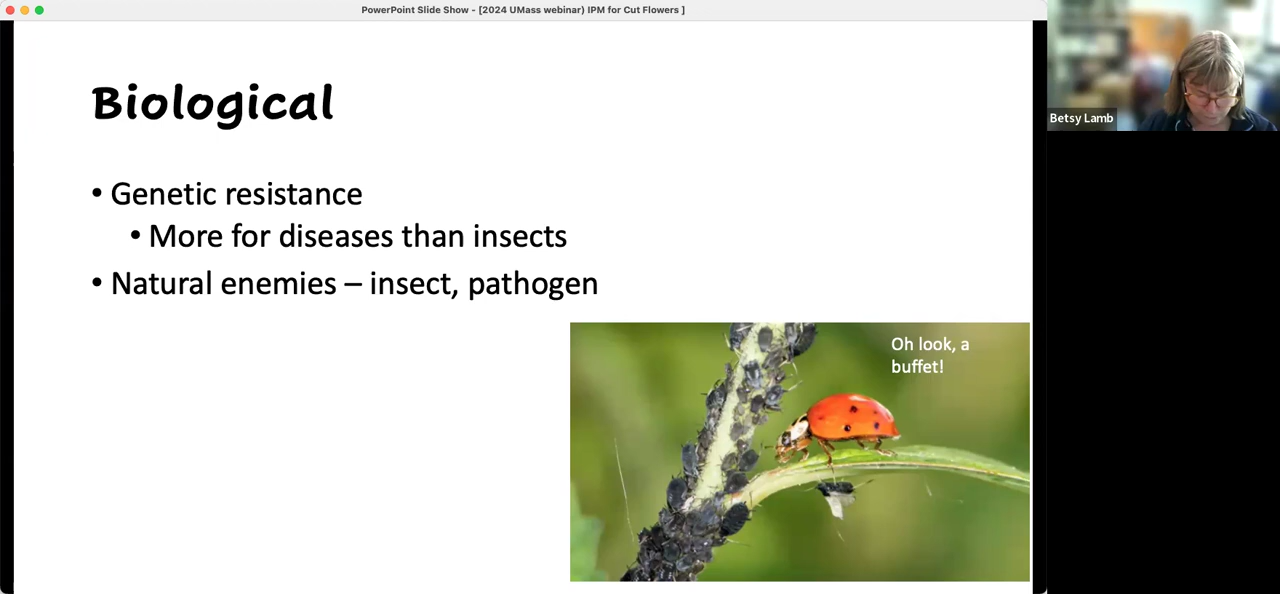 PowerPoint Slide Show - [2024 UMass webinar) IPM for Cut Flowers ]
Biological
• Genetic resistance
• More for diseases than insects
• Natural enemies – insect, pathogen
Oh look, a
buffet!
Betsy Lamb